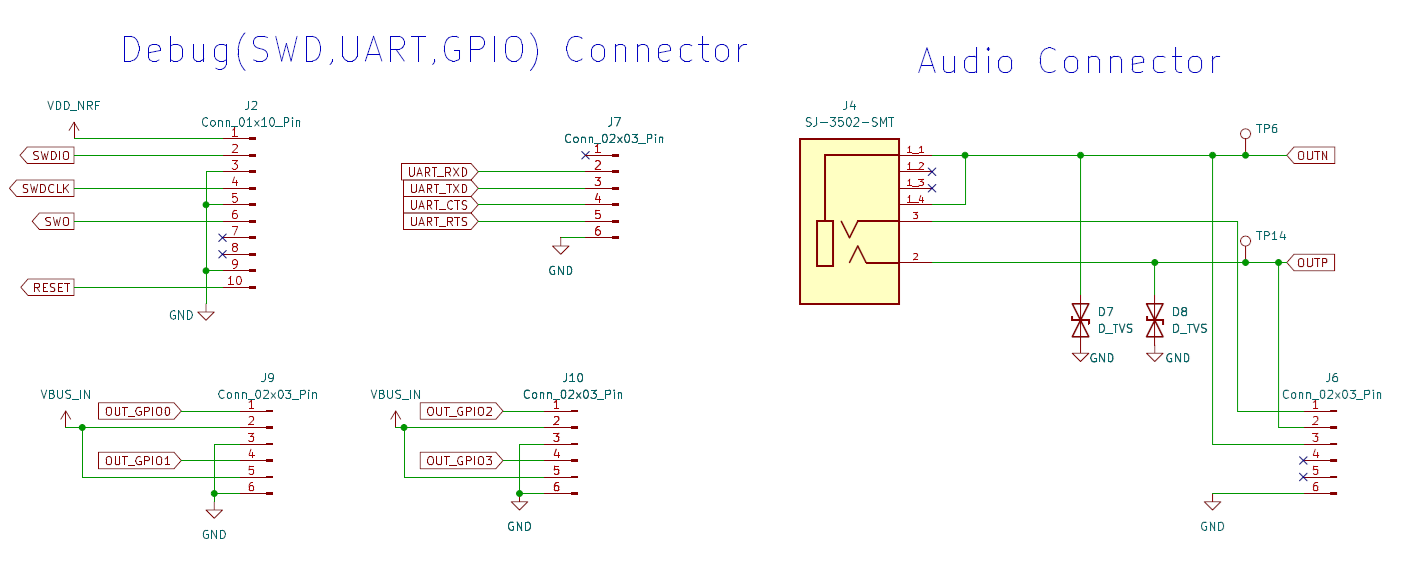 Debug(SWD,UART,GPIO) Connector
Audio Connector
VDD_NRF
J2
Conn_01x10_Pin
1
SWDIO
2
3
SWDCLK
4
5
SWO
6
7
8
9
RESET
10
GND
J7
Conn_02x03_Pin
1
UART_RXD
2
UART_TXD
3
UART_CTS
4
UART_RTS
5
6
GND
J4
SJ-3502-SMT
1_1
1_2
1_3
1_4
3
2
TP6
OUTN
TP14
OUTP
D7
D_TVS
GND
D8
D_TVS
GND
VBUS_IN
J9
Conn_02x03_Pin
OUT_GPIO0
1
2
3
OUT_GPIO1
4
5
6
GND
VBUS_IN
J10
Conn_02x03_Pin
OUT_GPIO2
1
2
3
OUT_GPIO3
4
5
6
GND
J6
Conn_02x03_Pin
1
2
3
4
5
6
GND